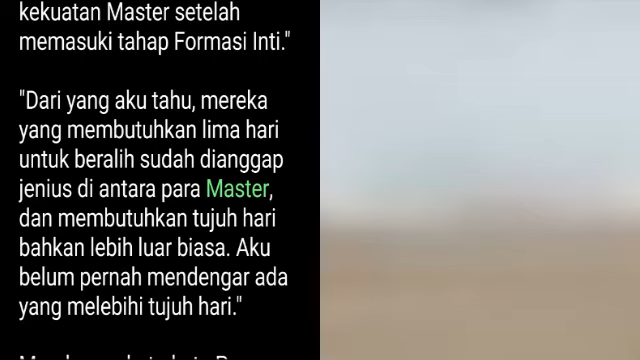 kekuatan Master setelah
memasuki tahap Formasi Inti."
"Dari yang aku tahu, mereka
yang membutuhkan lima hari
untuk beralih sudah dianggap
jenius di antara para Master,
dan membutuhkan tujuh hari
bahkan lebih luar biasa. Aku
belum pernah mendengar ada
yang melebihi tujuh hari."